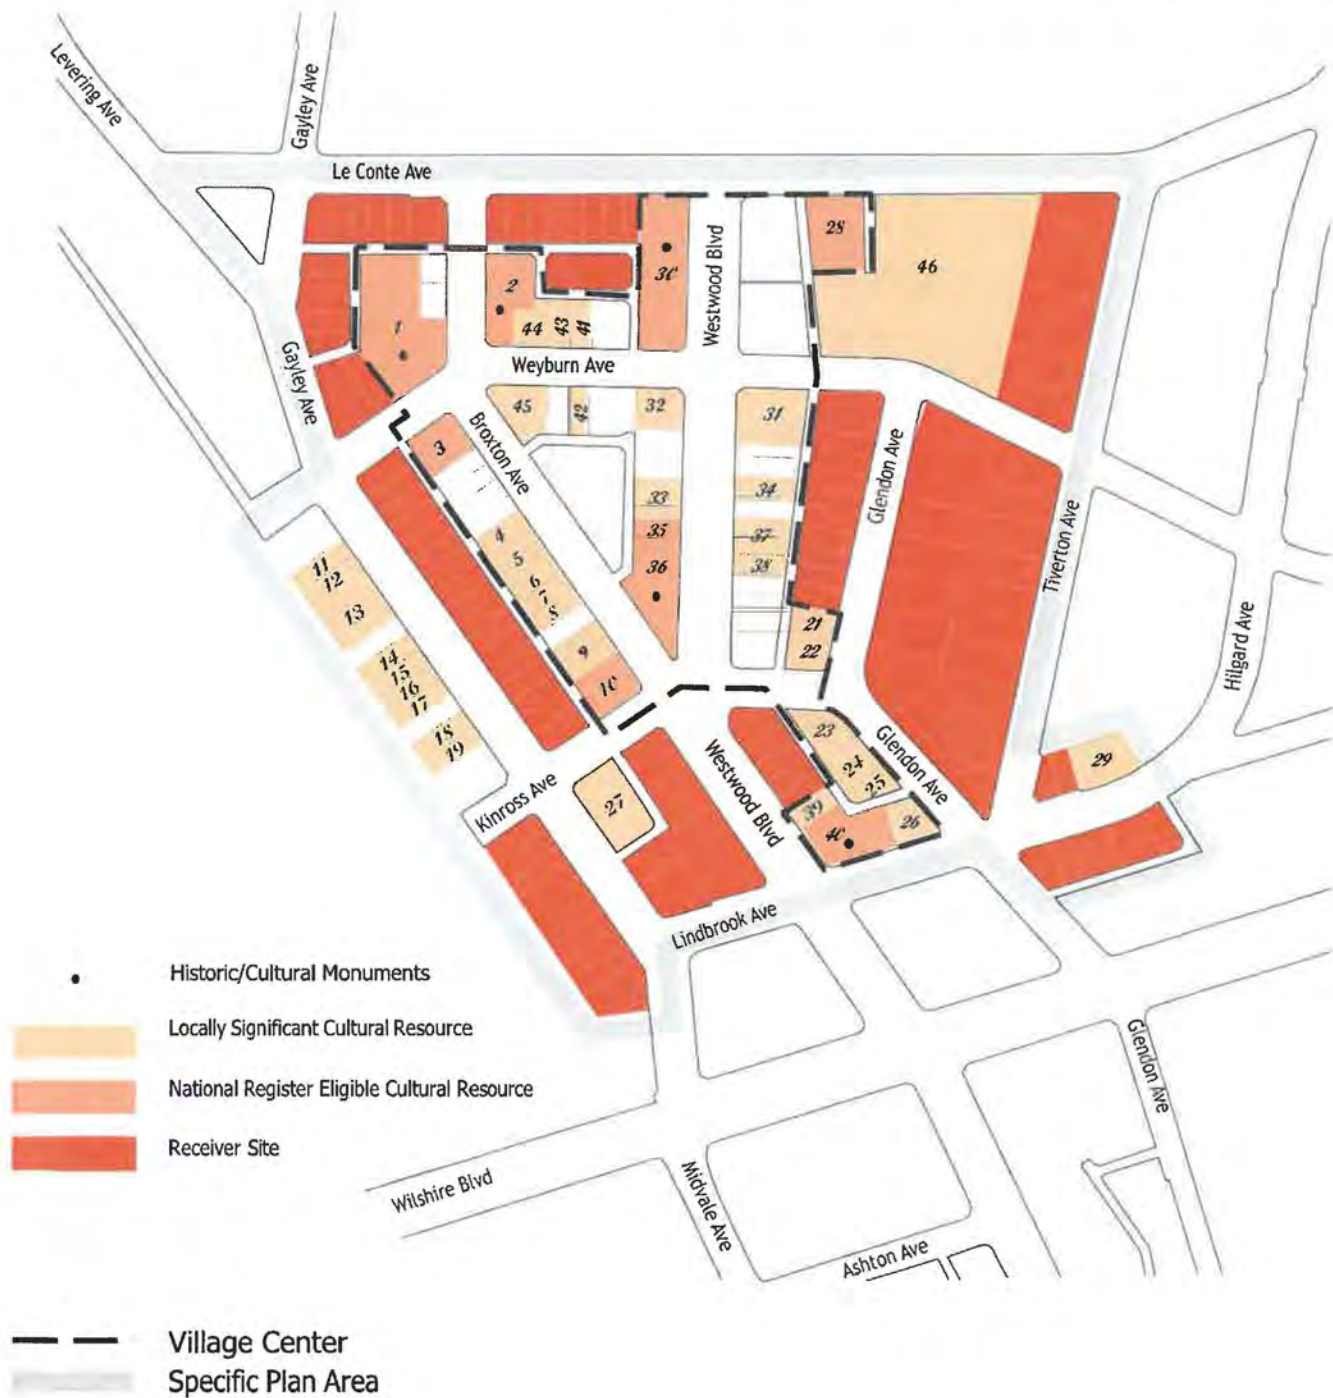 Levering Ave
Gayley Ave
Le Conte Ave
28
46
30
Westwood Blvd
2
1
44 43 41
Weyburn Ave
Gayley Ave
45 42 32 31
3
Broxton Ave
Glendon Ave
33 34
4
35 37
5
36 38
6
7
8
Tiverton Ave
11
12
13
21
22
9
10
14
15
16
17
Hilgard Ave
18
19
23
24
25
Glendon Ave
29
Westwood Blvd
Kinross Ave
27
39
40
26
Lindbrook Ave
Historic/Cultural Monuments
Locally Significant Cultural Resource
National Register Eligible Cultural Resource
Receiver Site
Glendon Ave
Wilshire Blvd
Midvale Ave
Ashton Ave
Village Center
Specific Plan Area